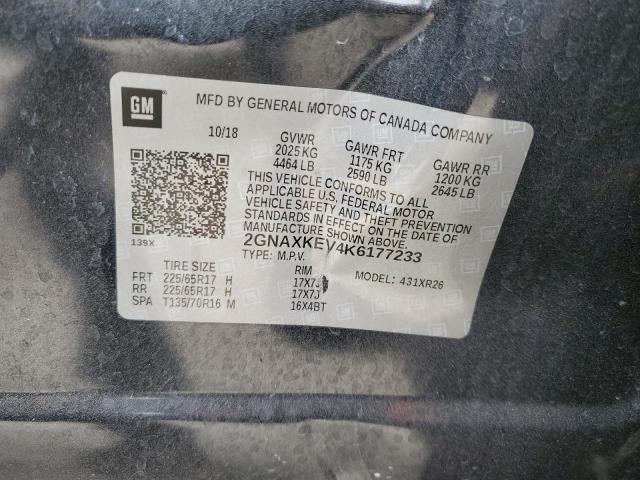 GM
MFD BY GENERAL MOTORS OF CANADA COMPANY
10/18 GVWR GAWR FRT GAWR RR
2025 KG 1175 KG 1200 KG
4464 LB 2590 LB 2645 LB
THIS VEHICLE CONFORMS TO ALL
APPLICABLE U.S. FEDERAL MOTOR
VEHICLE SAFETY AND THEFT PREVENTION
STANDARDS IN EFFECT ON THE DATE OF
MANUFACTURE SHOWN ABOVE.
139X 2GNAXKEV4K6177233
TYPE: M.P.V. MODEL: 431XR26
TIRE SIZE RIM
FRT 225/65R17 H 17X7J
RR 225/65R17 H 17X7J
SPA T135/70R16 M 16X4BT